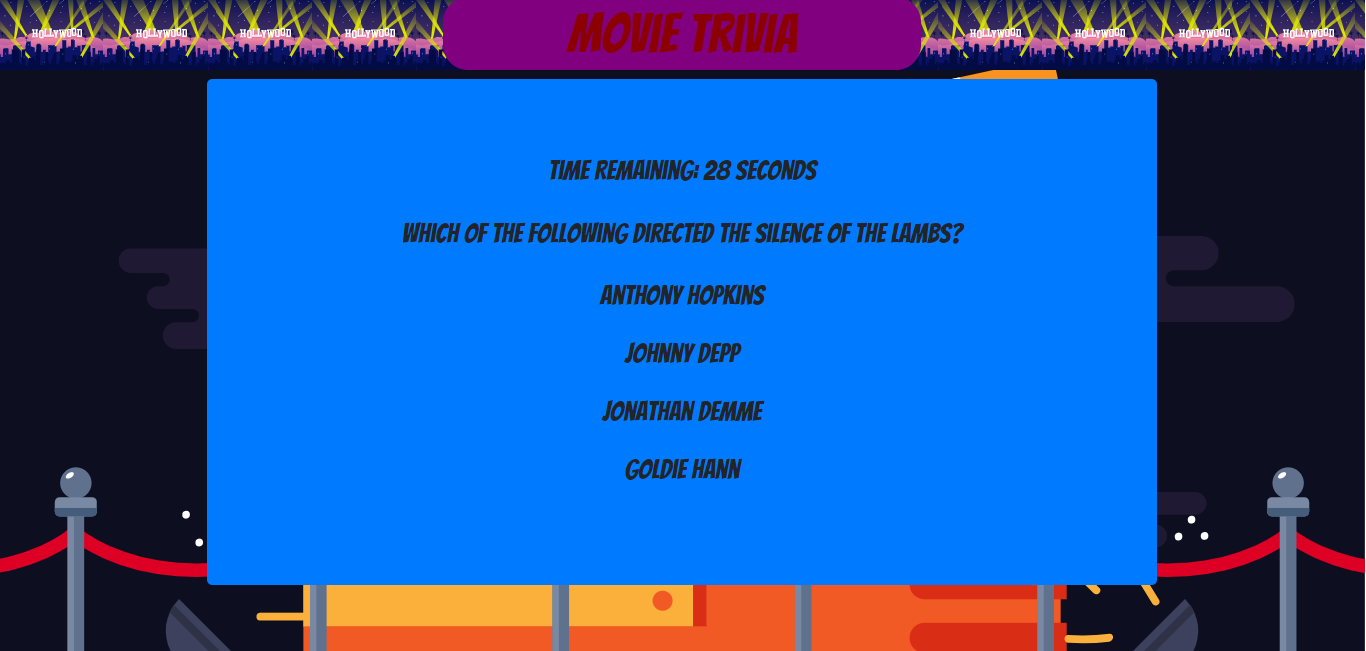 HOLLYWOOD HOLLYWOOD HOLLYWOOD HOLLYWOOD MOVIE TRIVIA HOLLYWOOD HOLLYWOOD HOLLYWOOD HOLLYWOOD
TIME REMAINING: 28 SECONDS
WHICH OF THE FOLLOWING DIRECTED THE SILENCE OF THE LAMBS?
ANTHONY HOPKINS
JOHNNY DEPP
JONATHAN DEMME
GOLDIE HANN